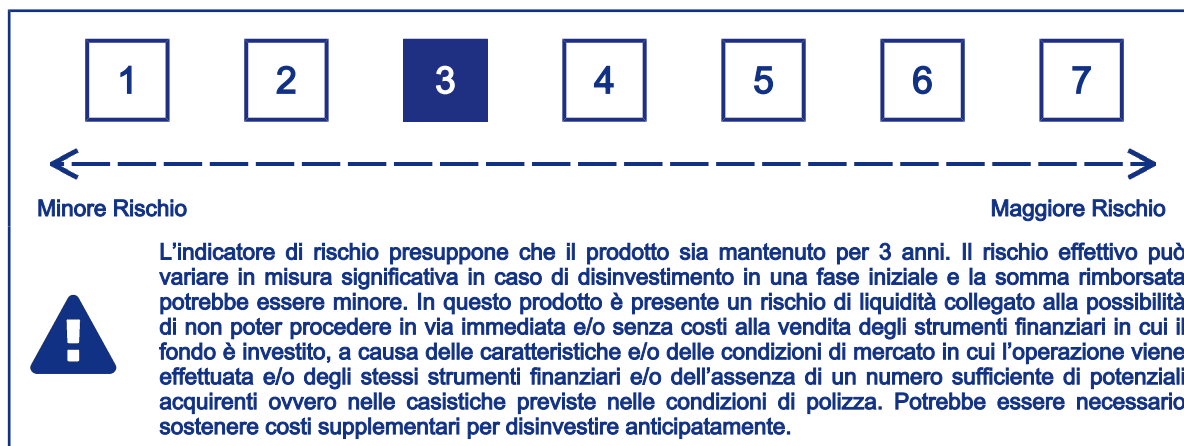 1 2 3 4 5 6 7
Minore Rischio Maggiore Rischio
L'indicatore di rischio presuppone che il prodotto sia mantenuto per 3 anni. Il rischio effettivo può
variare in misura significativa in caso di disinvestimento in una fase iniziale e la somma rimborsata
potrebbe essere minore. In questo prodotto è presente un rischio di liquidità collegato alla possibilità
di non poter procedere in via immediata e/o senza costi alla vendita degli strumenti finanziari in cui il
fondo è investito, a causa delle caratteristiche e/o delle condizioni di mercato in cui l'operazione viene
effettuata e/o degli stessi strumenti finanziari e/o dell'assenza di un numero sufficiente di potenziali
acquirenti ovvero nelle casistiche previste nelle condizioni di polizza. Potrebbe essere necessario
sostenere costi supplementari per disinvestire anticipatamente.